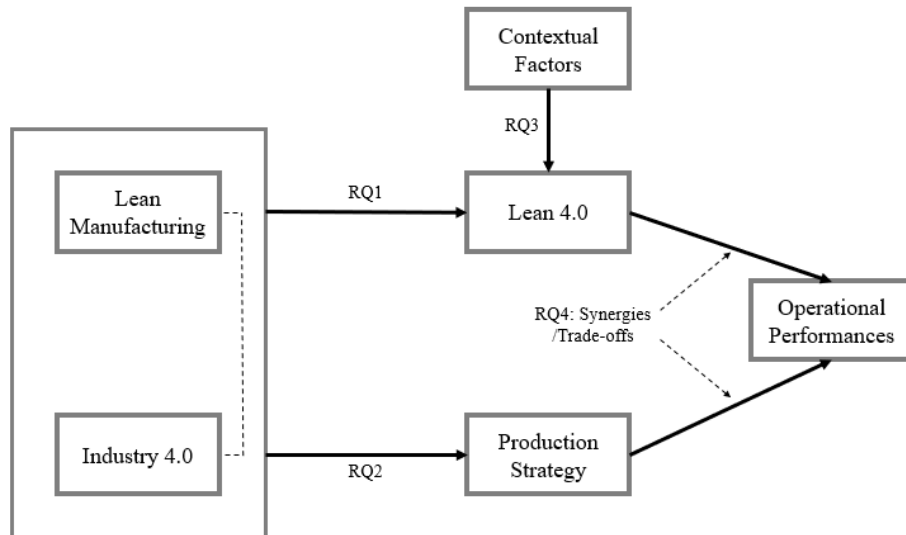 Contextual
Factors
RQ3
Lean
Manufacturing
RQ1
Lean 4.0
RQ4: Synergies
/Trade-offs
Operational
Performances
Industry 4.0
RQ2
Production
Strategy